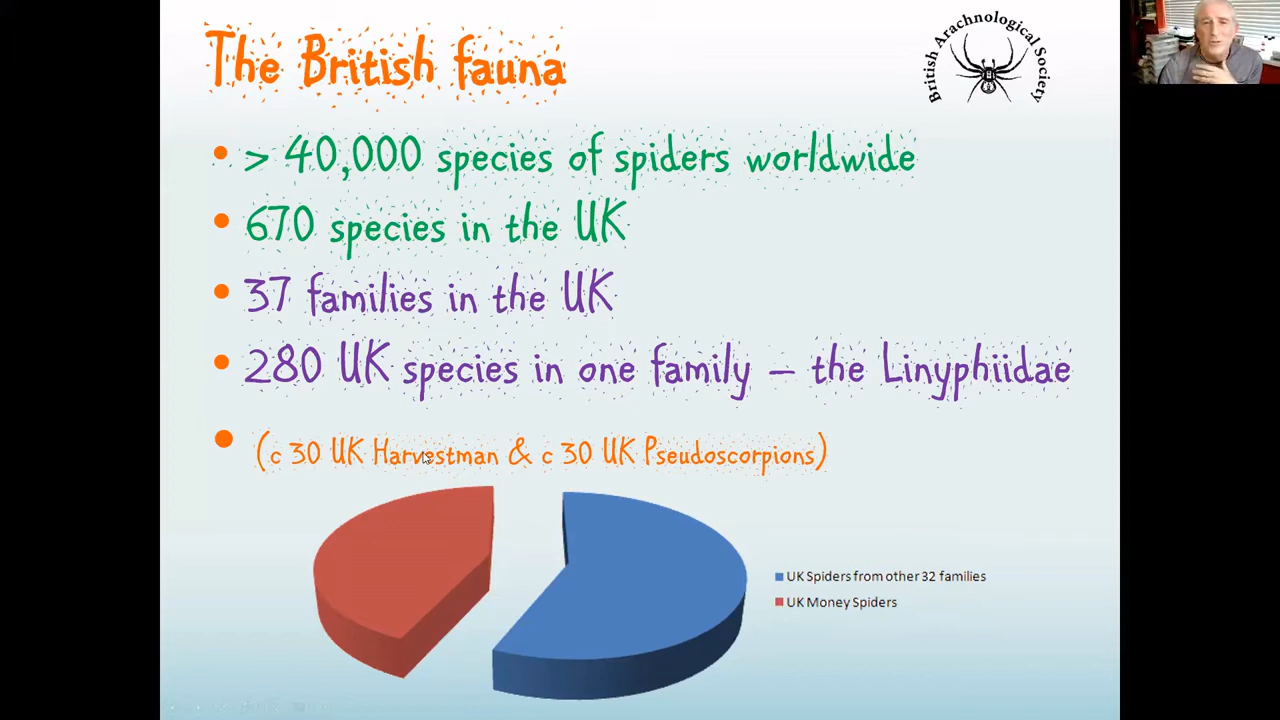 The British fauna
British Arachnological Society
> 40,000 species of spiders worldwide
670 species in the UK
37 families in the UK
280 UK species in one family – the Linyphiidae
(c 30 UK Harvestman & c 30 UK Pseudoscorpions)
UK Spiders from other 32 families
UK Money Spiders